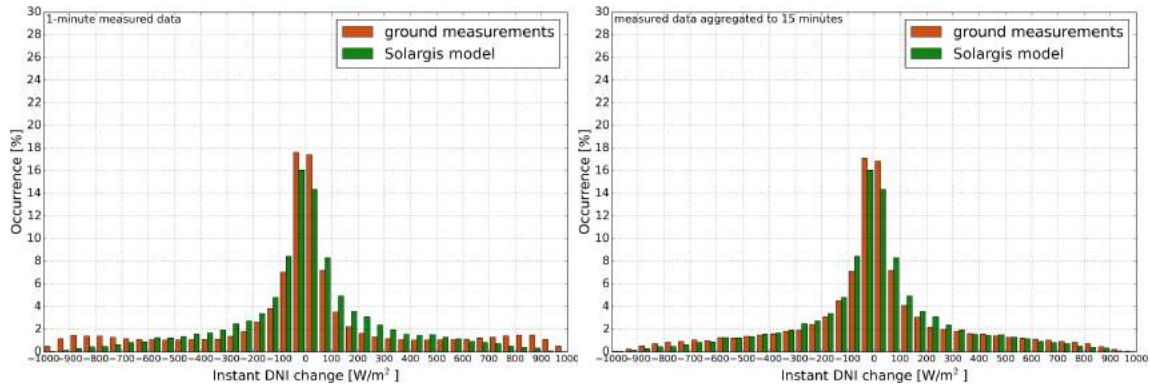 1-minute measured data
ground measurements
Solargis model
Occurrence [%]
30
28
26
24
22
20
18
16
14
12
10
8
6
4
2
0
−1000 −900 −800 −700 −600 −500 −400 −300 −200 −100 0 100 200 300 400 500 600 700 800 900 1000
Instant DNI change [W/m² ]
measured data aggregated to 15 minutes
ground measurements
Solargis model
Occurrence [%]
30
28
26
24
22
20
18
16
14
12
10
8
6
4
2
0
−1000 −900 −800 −700 −600 −500 −400 −300 −200 −100 0 100 200 300 400 500 600 700 800 900 1000
Instant DNI change [W/m² ]